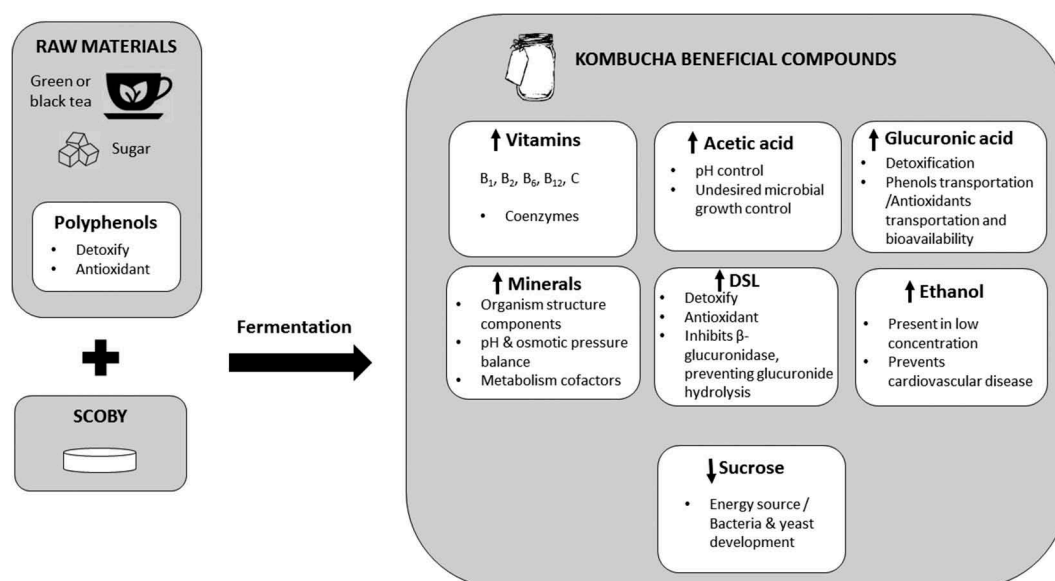 RAW MATERIALS
Green or
black tea
Sugar
Polyphenols
• Detoxify
• Antioxidant
SCOBY
Fermentation
KOMBUCHA BENEFICIAL COMPOUNDS
Vitamins
B₁, B₂, B₆, B₁₂, C
• Coenzymes
Acetic acid
• pH control
• Undesired microbial
growth control
Glucuronic acid
• Detoxification
• Phenols transportation
/Antioxidants
transportation and
bioavailability
Minerals
• Organism structure
components
• pH & osmotic pressure
balance
• Metabolism cofactors
DSL
• Detoxify
• Antioxidant
• Inhibits β-
glucuronidase,
preventing glucuronide
hydrolysis
Ethanol
• Present in low
concentration
• Prevents
cardiovascular disease
Sucrose
• Energy source /
Bacteria & yeast
development